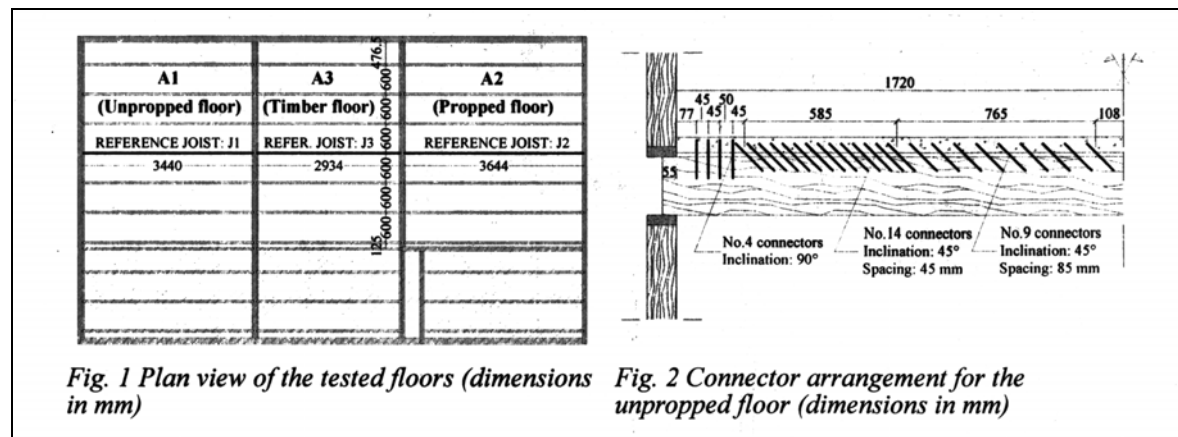 A1
(Unpropped floor)
REFERENCE JOIST: J1
3440
A3
(Timber floor)
REFER. JOIST: J3
2934
A2
(Propped floor)
REFERENCE JOIST: J2
3644
476.5
600
600
600
600
600
600
125
1720
77
45
45
50
45
585
765
108
55
No.4 connectors
Inclination: 90°
No.14 connectors
Inclination: 45°
Spacing: 45 mm
No.9 connectors
Inclination: 45°
Spacing: 85 mm
Fig. 1 Plan view of the tested floors (dimensions
in mm)
Fig. 2 Connector arrangement for the
unpropped floor (dimensions in mm)